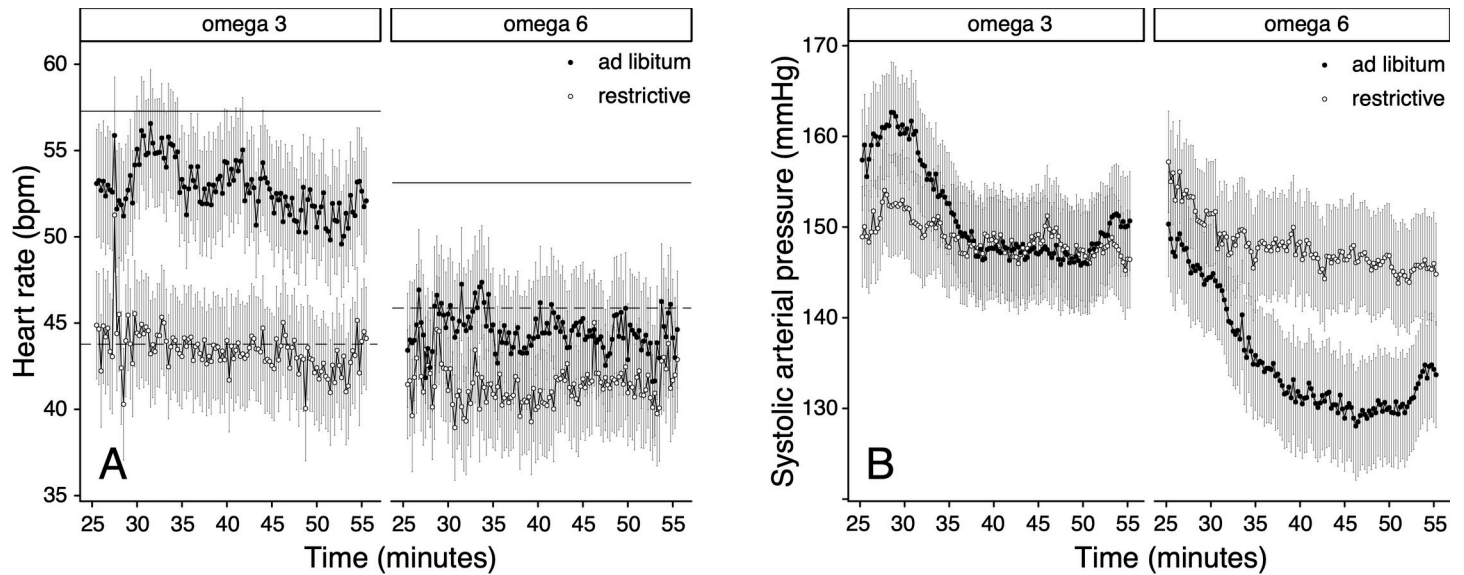 omega 3
omega 6
ad libitum
restrictive
Heart rate (bpm)
60
55
50
45
40
35
A
25 30 35 40 45 50 55
25 30 35 40 45 50 55
Time (minutes)
omega 3
omega 6
ad libitum
restrictive
Systolic arterial pressure (mmHg)
170
160
150
140
130
B
25 30 35 40 45 50 55
25 30 35 40 45 50 55
Time (minutes)